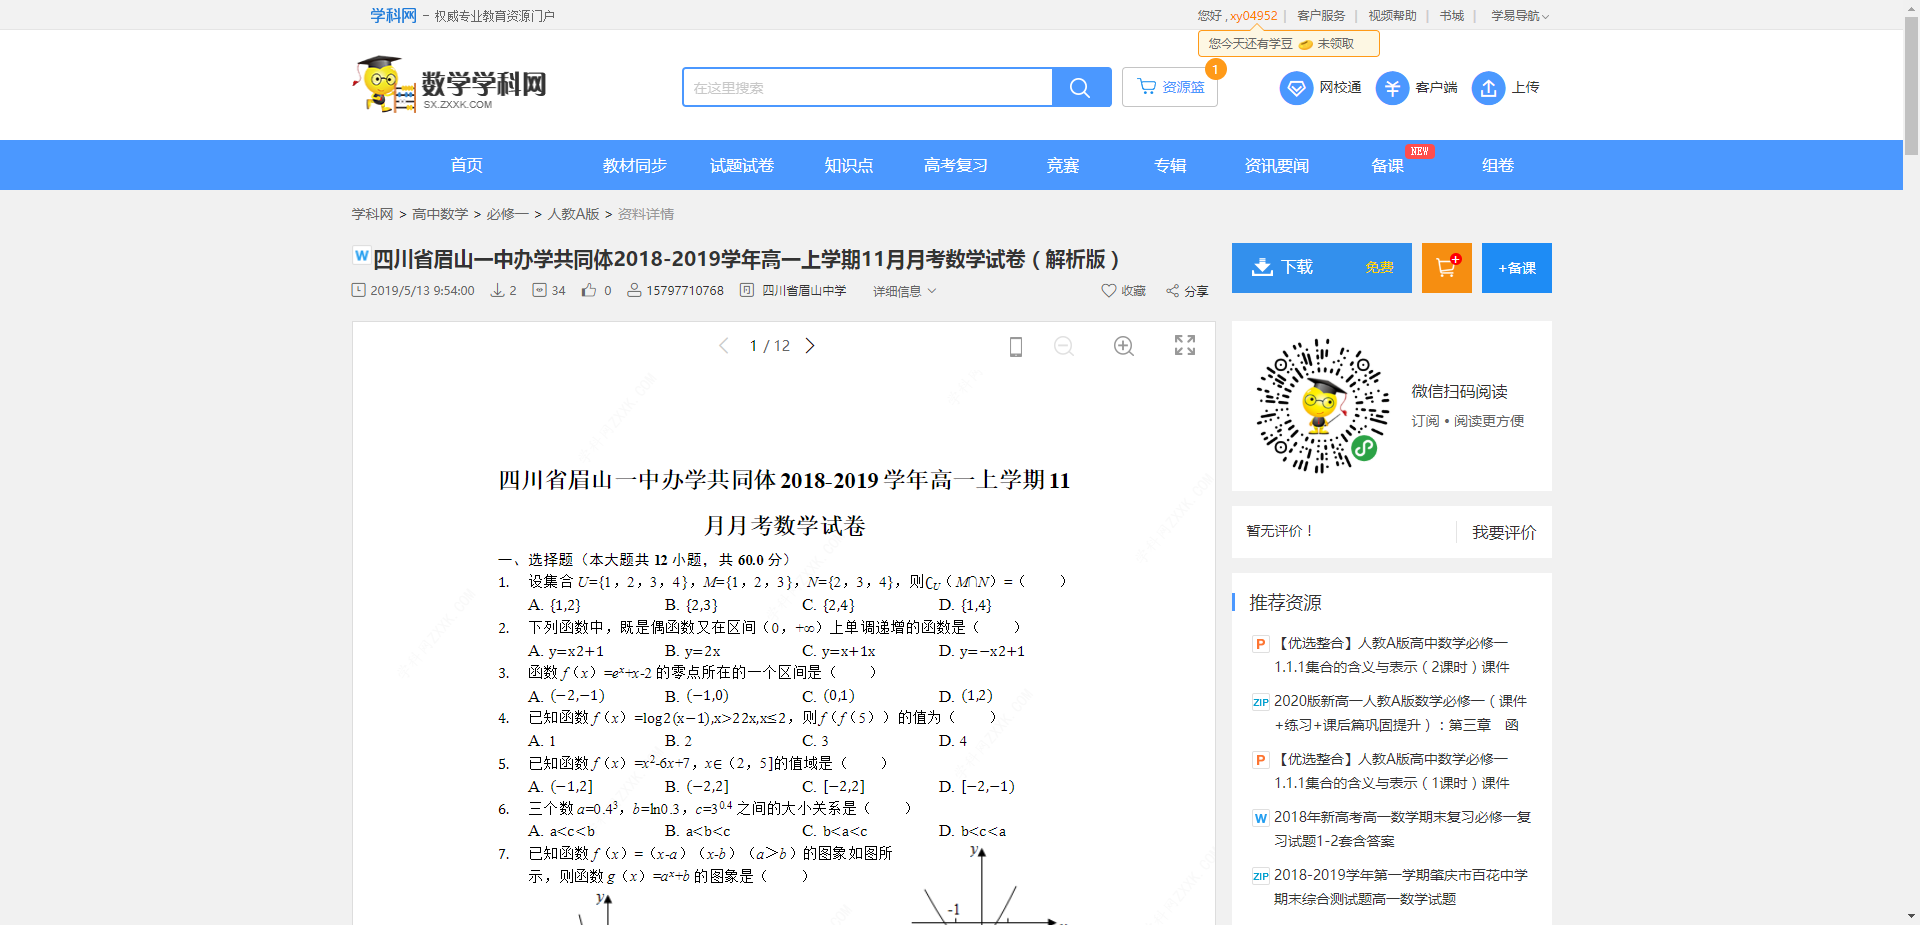 学科网 – 权威专业教育资源门户
您好 , xy04952 | 客户服务 | 视频帮助 | 书城 | 学易导航
您今天还有学豆 未领取
数学学科网
SX.ZXXK.COM
在这里搜索
资源篮
1
网校通
¥
客户端
上传
首页 教材同步 试题试卷 知识点 高考复习 竞赛 专辑 资讯要闻 备课 NEW 组卷
学科网 > 高中数学 > 必修一 > 人教A版 > 资料详情
W 四川省眉山一中办学共同体2018-2019学年高一上学期11月月考数学试卷（解析版）
2019/5/13 9:54:00 2 34 0 15797710768 四川省眉山中学 详细信息
收藏 分享
下载 免费
+备课
1 / 12
四川省眉山一中办学共同体 2018-2019 学年高一上学期 11
月月考数学试卷
一、选择题（本大题共 12 小题，共 60.0 分）
1. 设集合 U={1，2，3，4}，M={1，2，3}，N={2，3，4}，则∁U（M∩N）=（　　）
A. {1,2} B. {2,3} C. {2,4} D. {1,4}
2. 下列函数中，既是偶函数又在区间（0，+∞）上单调递增的函数是（　　）
A. y=x2+1 B. y=2x C. y=x+1x D. y=−x2+1
3. 函数 f（x）=eˣ+x-2 的零点所在的一个区间是（　　）
A. (−2,−1) B. (−1,0) C. (0,1) D. (1,2)
4. 已知函数 f（x）=log2(x−1),x>22x,x≤2，则 f（f（5））的值为（　　）
A. 1 B. 2 C. 3 D. 4
5. 已知函数 f（x）=x²-6x+7，x∈（2，5]的值域是（　　）
A. (−1,2] B. (−2,2] C. [−2,2] D. [−2,−1)
6. 三个数 a=0.4³，b=ln0.3，c=3⁰·⁴ 之间的大小关系是（　　）
A. a<c<b B. a<b<c C. b<a<c D. b<c<a
7. 已知函数 f（x）=（x-a）（x-b）（a＞b）的图象如图所
示，则函数 g（x）=aˣ+b 的图象是（　　）
y
y
-1
微信扫码阅读
订阅 • 阅读更方便
暂无评价！
我要评价
推荐资源
P 【优选整合】人教A版高中数学必修一
1.1.1集合的含义与表示（2课时）课件
ZIP 2020版新高一人教A版数学必修一（课件
+练习+课后篇巩固提升）：第三章　函
P 【优选整合】人教A版高中数学必修一
1.1.1集合的含义与表示（1课时）课件
W 2018年新高考高一数学期末复习必修一复
习试题1-2套含答案
ZIP 2018-2019学年第一学期肇庆市百花中学
期末综合测试题高一数学试题